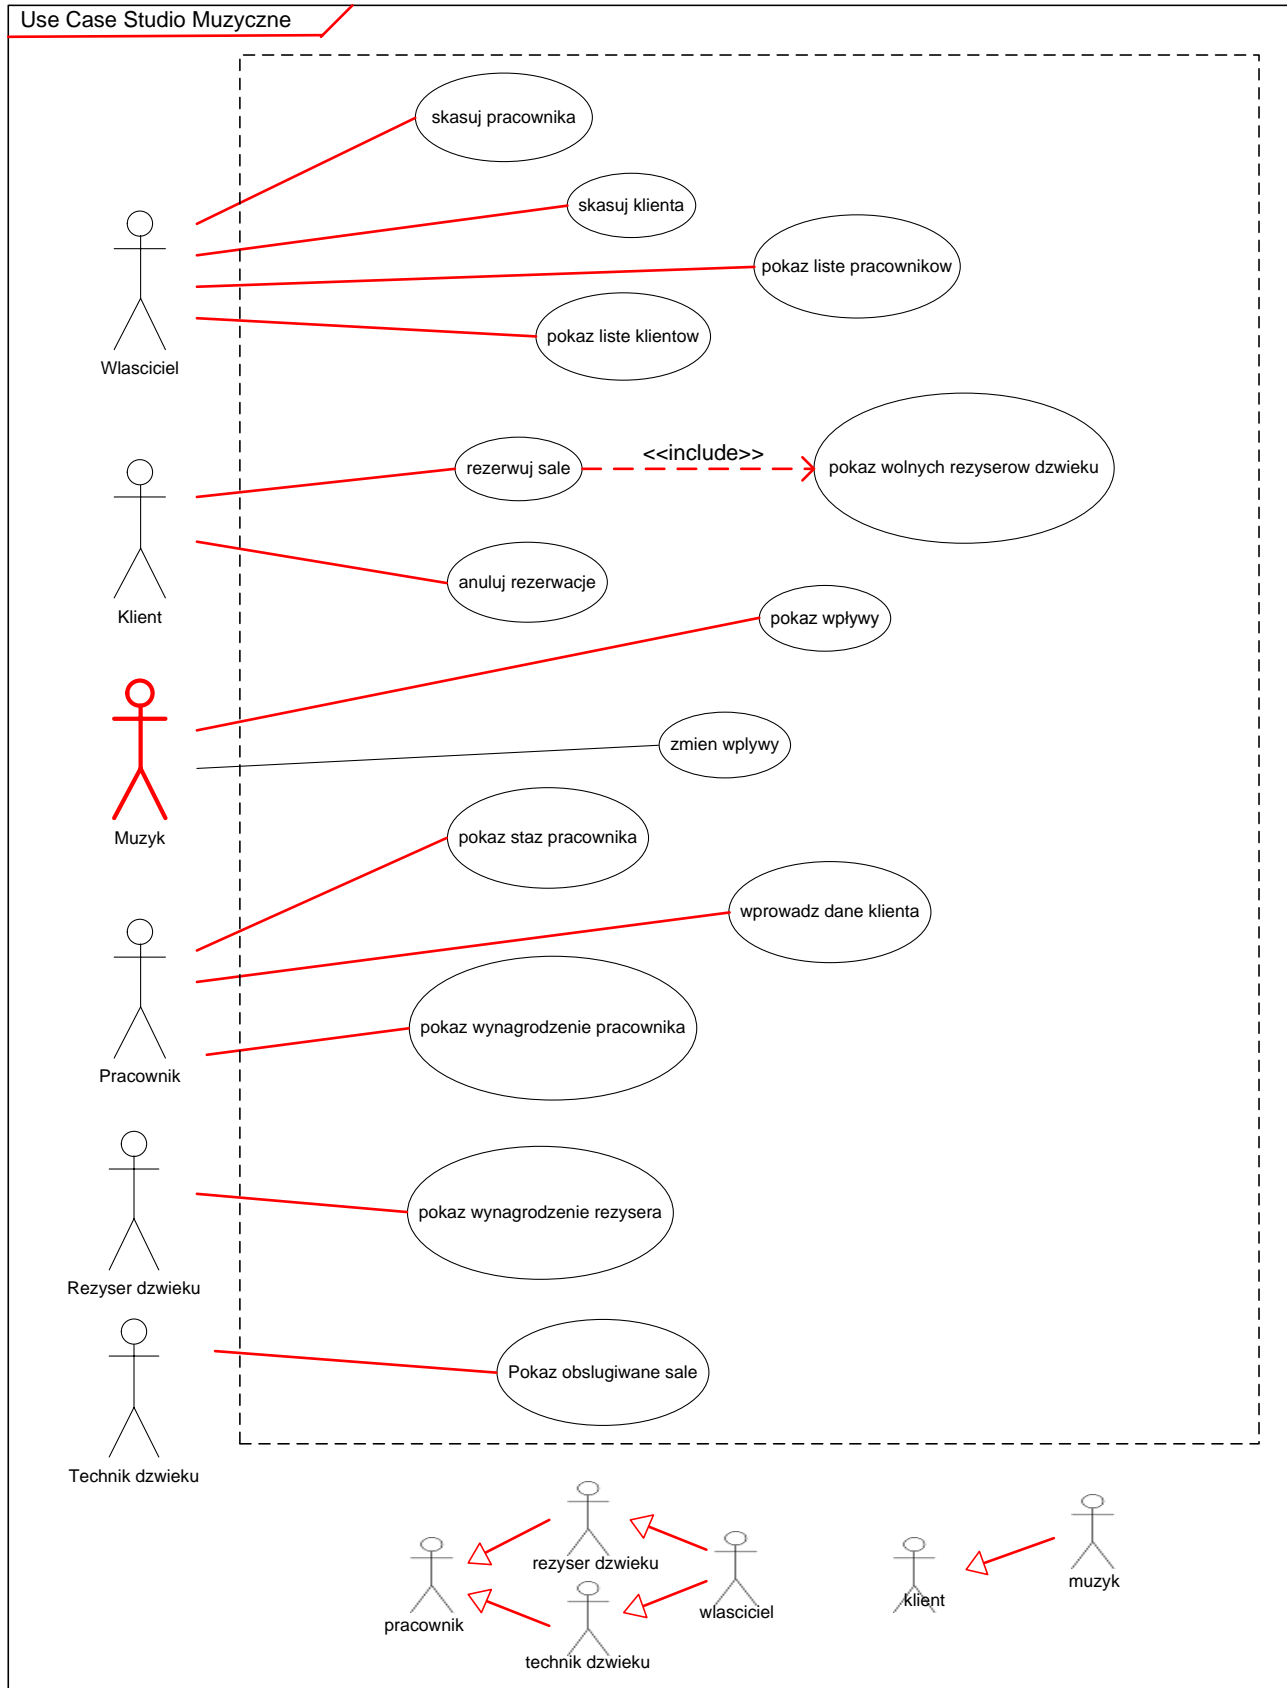 Use Case Studio Muzyczne
skasuj pracownika
skasuj klienta
pokaz liste pracownikow
pokaz liste klientow
Wlasciciel
<<include>>
rezerwuj sale
pokaz wolnych rezyserow dzwieku
anuluj rezerwacje
Klient
pokaz wpływy
zmien wplywy
Muzyk
pokaz staz pracownika
wprowadz dane klienta
pokaz wynagrodzenie pracownika
Pracownik
pokaz wynagrodzenie rezysera
Rezyser dzwieku
Pokaz obslugiwane sale
Technik dzwieku
rezyser dzwieku
muzyk
klient
wlasciciel
pracownik
technik dzwieku